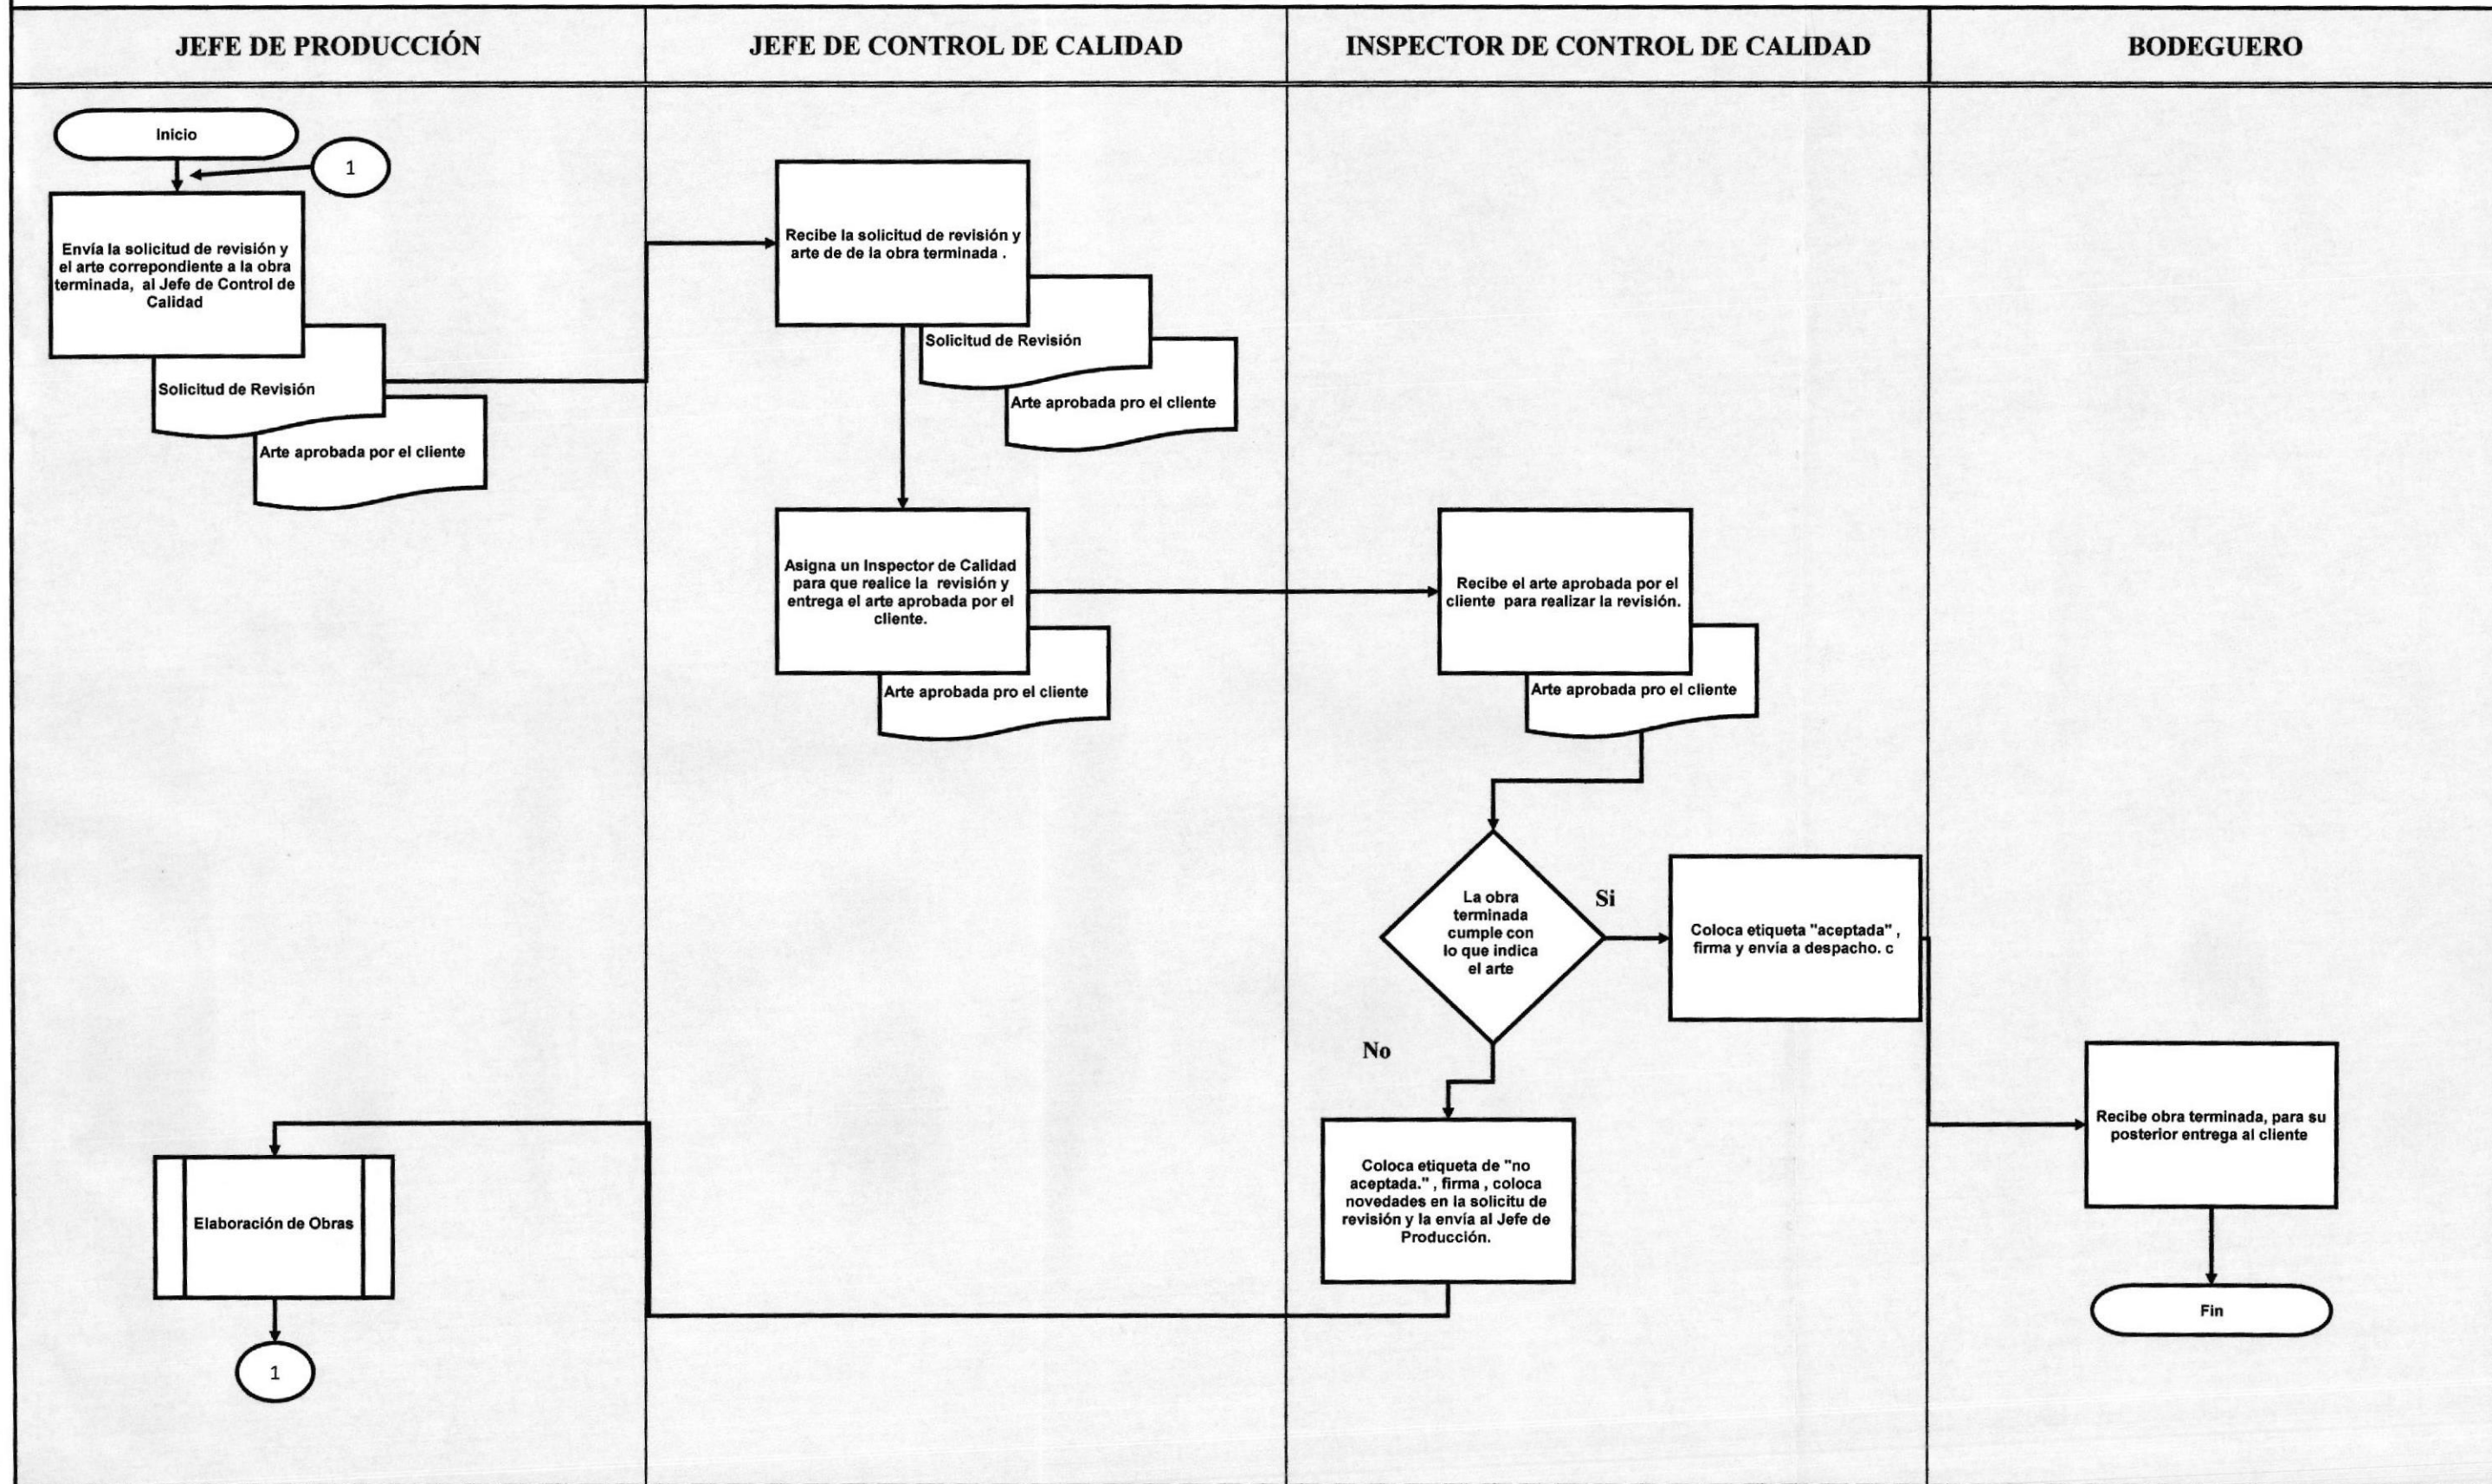 JEFE DE PRODUCCIÓN
JEFE DE CONTROL DE CALIDAD
INSPECTOR DE CONTROL DE CALIDAD
BODEGUERO
Inicio
1
Envía la solicitud de revisión y
el arte correpondiente a la obra
terminada, al Jefe de Control de
Calidad
Solicitud de Revisión
Arte aprobada por el cliente
Recibe la solicitud de revisión y
arte de de la obra terminada .
Solicitud de Revisión
Arte aprobada pro el cliente
Asigna un Inspector de Calidad
para que realice la revisión y
entrega el arte aprobada por el
cliente.
Arte aprobada pro el cliente
Recibe el arte aprobada por el
cliente para realizar la revisión.
Arte aprobada pro el cliente
La obra
terminada
cumple con
lo que indica
el arte
Si
Coloca etiqueta "aceptada" ,
firma y envía a despacho. c
No
Coloca etiqueta de "no
aceptada." , firma , coloca
novedades en la solicitu de
revisión y la envía al Jefe de
Producción.
Recibe obra terminada, para su
posterior entrega al cliente
Fin
Elaboración de Obras
1